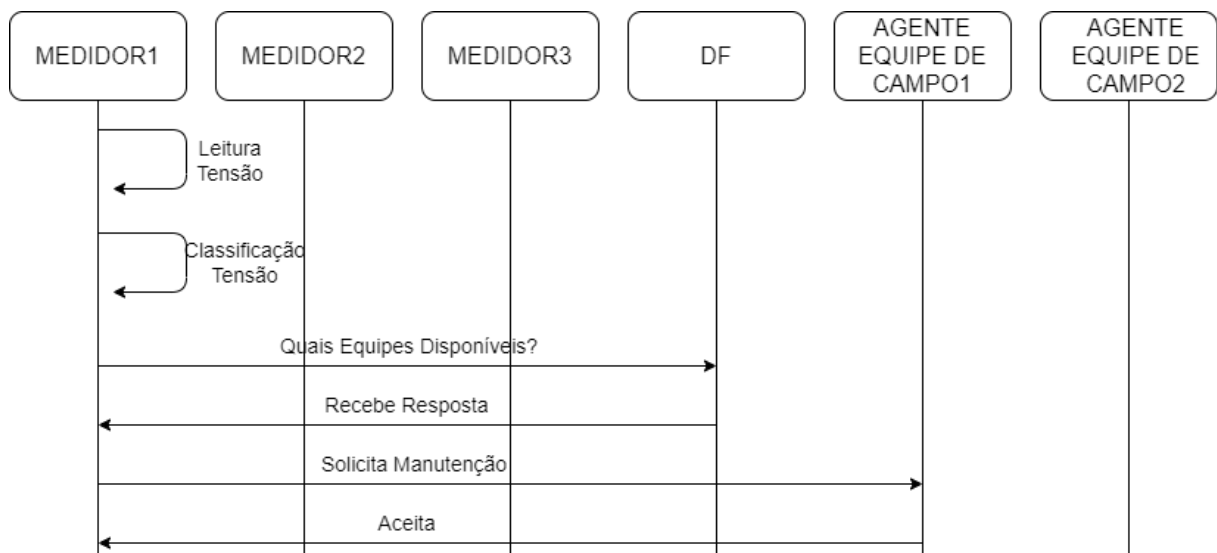 MEDIDOR1
MEDIDOR2
MEDIDOR3
DF
AGENTE
EQUIPE DE
CAMPO1
AGENTE
EQUIPE DE
CAMPO2
Leitura
Tensão
Classificação
Tensão
Quais Equipes Disponíveis?
Recebe Resposta
Solicita Manutenção
Aceita